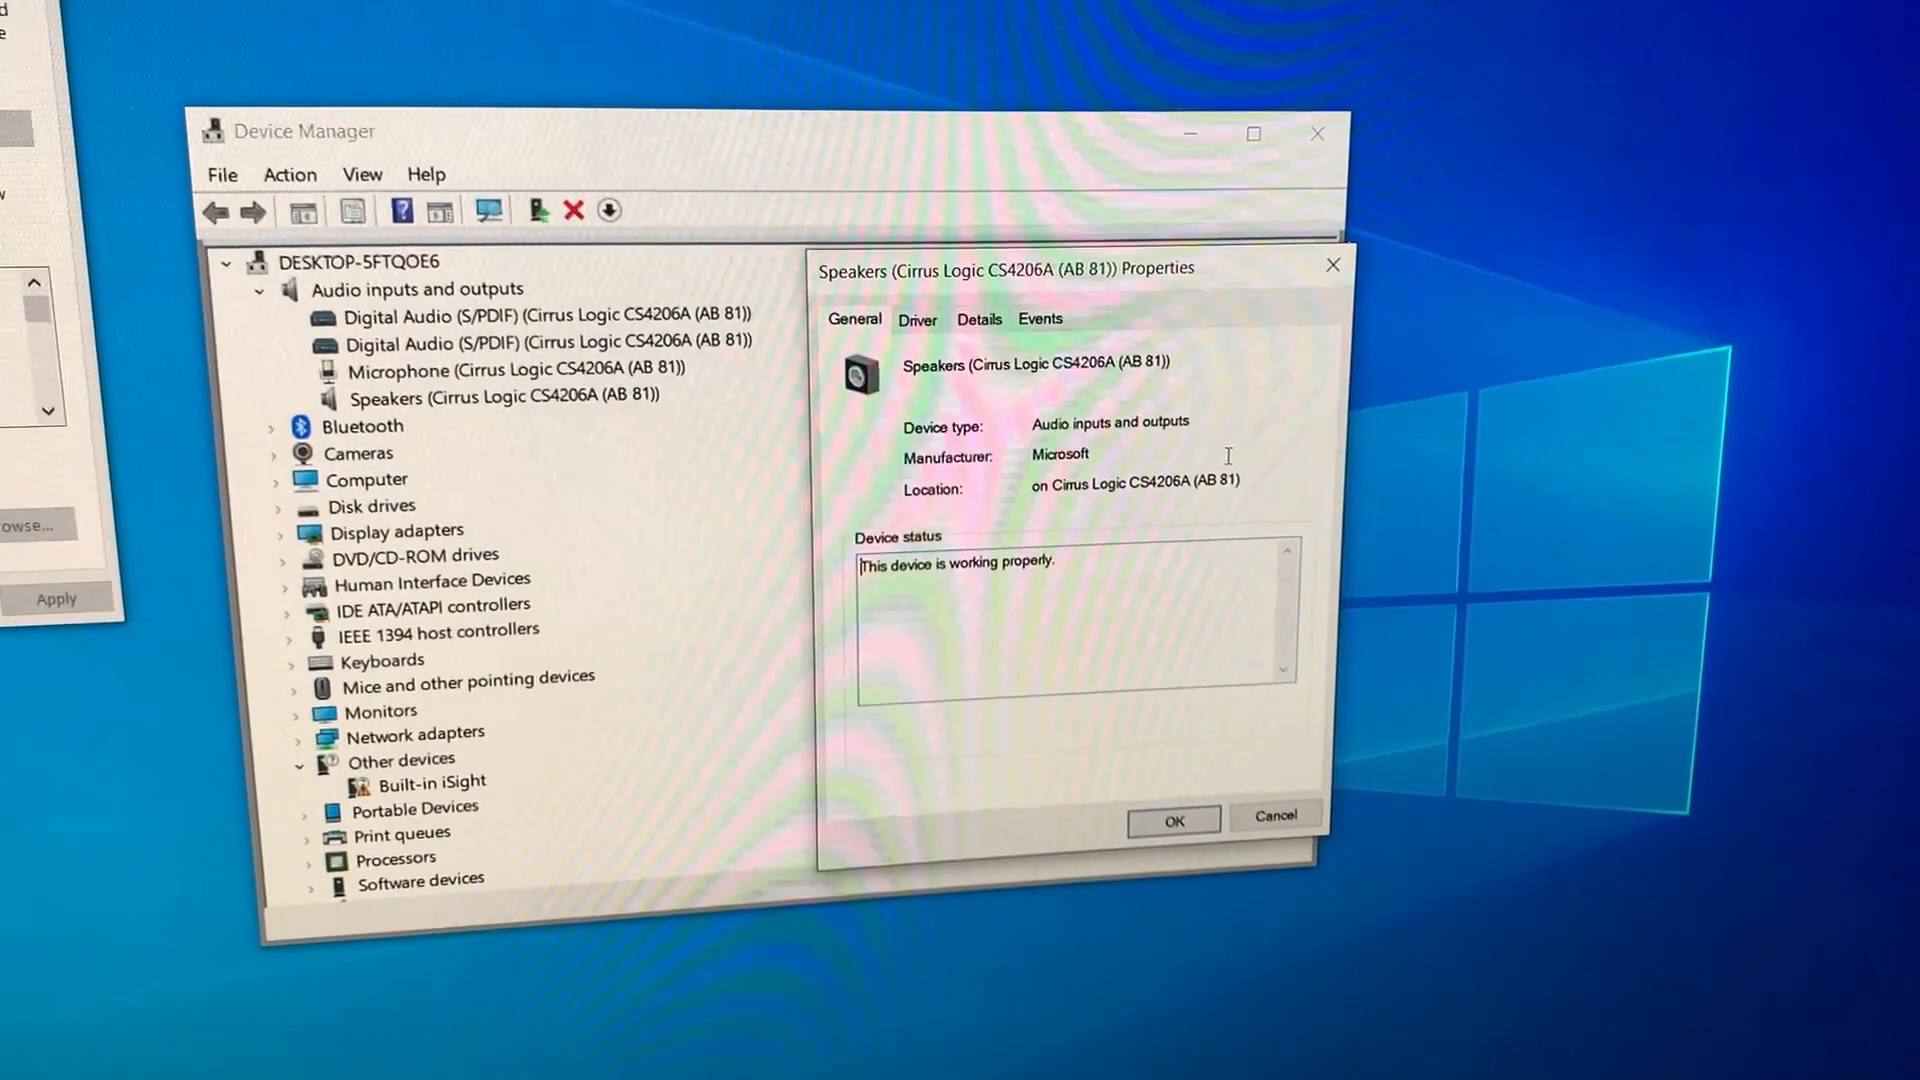 Device Manager
File Action View Help
DESKTOP-5FTQOE6
Audio inputs and outputs
Digital Audio (S/PDIF) (Cirrus Logic CS4206A (AB 81))
Digital Audio (S/PDIF) (Cirrus Logic CS4206A (AB 81))
Microphone (Cirrus Logic CS4206A (AB 81))
Speakers (Cirrus Logic CS4206A (AB 81))
Bluetooth
Cameras
Computer
Disk drives
Display adapters
DVD/CD-ROM drives
Human Interface Devices
IDE ATA/ATAPI controllers
IEEE 1394 host controllers
Keyboards
Mice and other pointing devices
Monitors
Network adapters
Other devices
Built-in iSight
Portable Devices
Print queues
Processors
Software devices
Speakers (Cirrus Logic CS4206A (AB 81)) Properties
General Driver Details Events
Speakers (Cirrus Logic CS4206A (AB 81))
Device type: Audio inputs and outputs
Manufacturer: Microsoft
Location: on Cirrus Logic CS4206A (AB 81)
Device status
This device is working properly.
OK Cancel
owse...
Apply